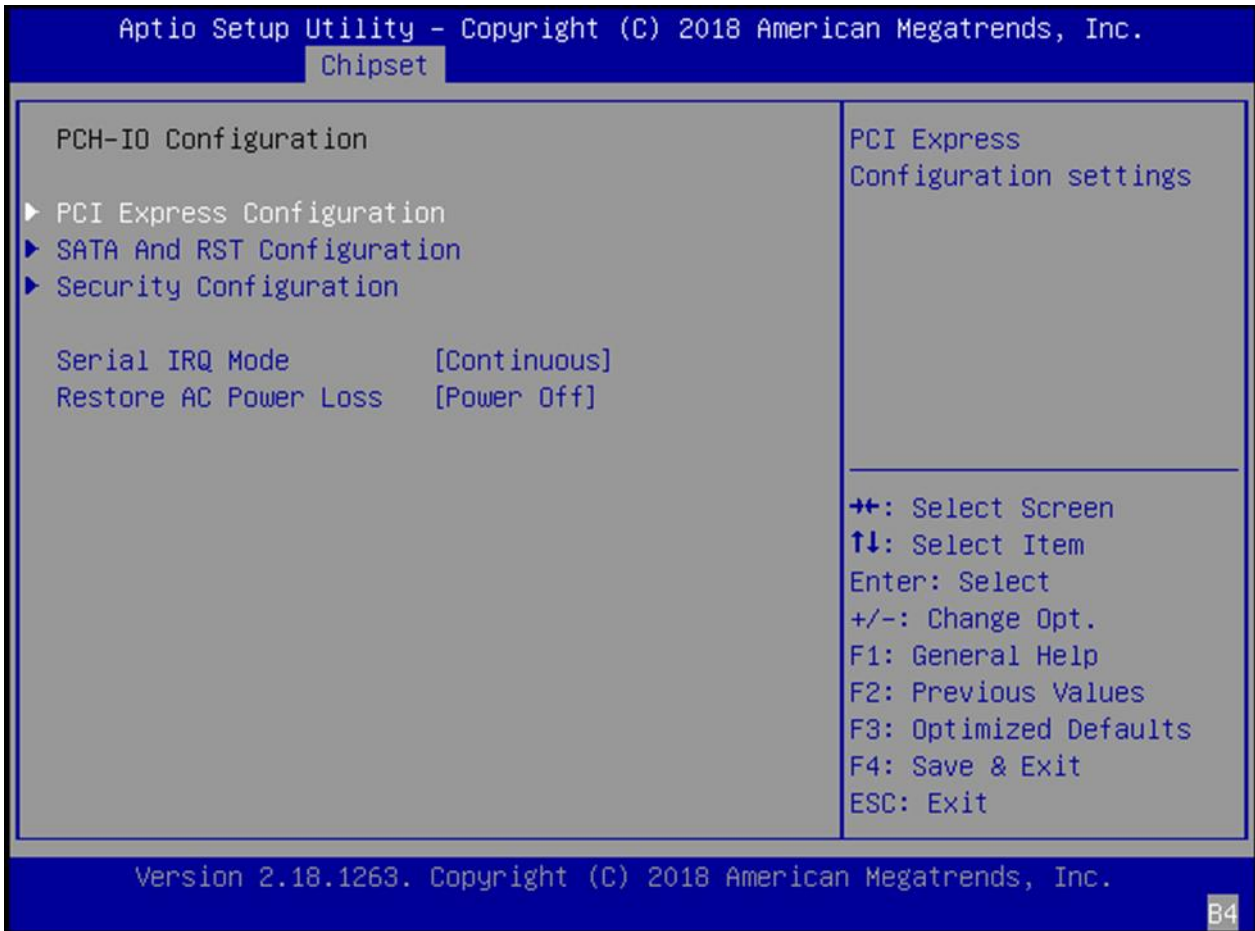 Aptio Setup Utility – Copyright (C) 2018 American Megatrends, Inc.
Chipset
PCH-IO Configuration
▶ PCI Express Configuration
▶ SATA And RST Configuration
▶ Security Configuration
Serial IRQ Mode [Continuous]
Restore AC Power Loss [Power Off]
PCI Express
Configuration settings
→←: Select Screen
↑↓: Select Item
Enter: Select
+/-: Change Opt.
F1: General Help
F2: Previous Values
F3: Optimized Defaults
F4: Save & Exit
ESC: Exit
Version 2.18.1263. Copyright (C) 2018 American Megatrends, Inc.
B4